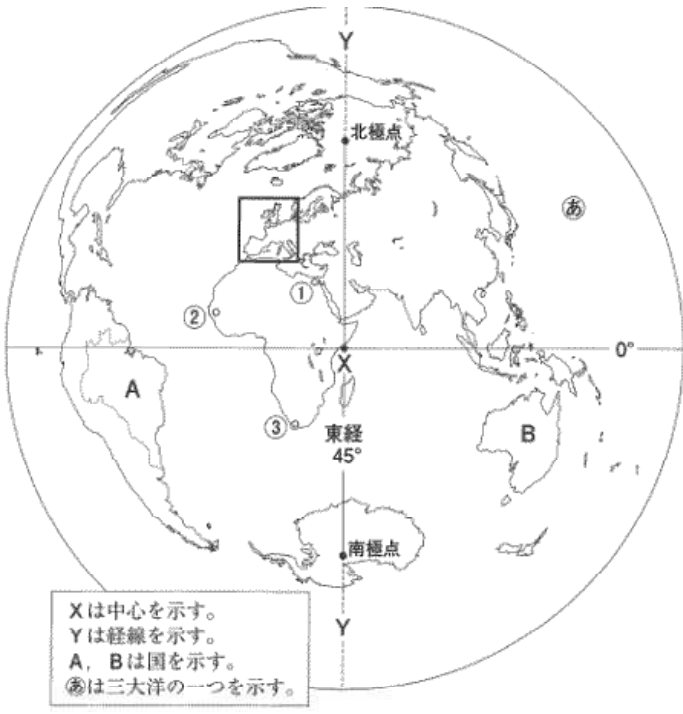 Y
北極点
あ
①
②
X
0°
A
③
東経
45°
B
南極点
Y
Xは中心を示す。
Yは経線を示す。
A，Bは国を示す。
あは三大洋の一つを示す。